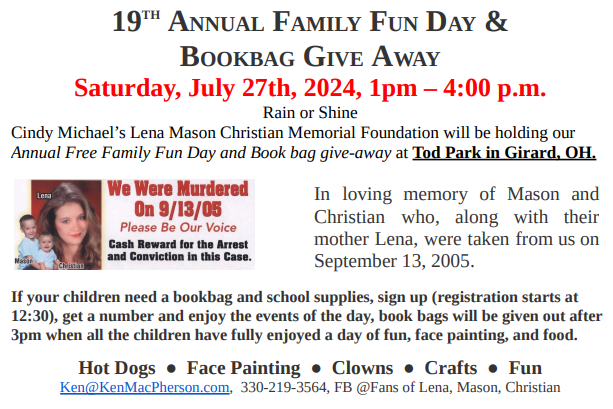 19TH ANNUAL FAMILY FUN DAY &
BOOKBAG GIVE AWAY
Saturday, July 27th, 2024, 1pm – 4:00 p.m.
Rain or Shine
Cindy Michael's Lena Mason Christian Memorial Foundation will be holding our
Annual Free Family Fun Day and Book bag give-away at Tod Park in Girard, OH.
Lena
Mason
Christian
We Were Murdered
On 9/13/05
Please Be Our Voice
Cash Reward for the Arrest
and Conviction in this Case.
In loving memory of Mason and
Christian who, along with their
mother Lena, were taken from us on
September 13, 2005.
If your children need a bookbag and school supplies, sign up (registration starts at
12:30), get a number and enjoy the events of the day, book bags will be given out after
3pm when all the children have fully enjoyed a day of fun, face painting, and food.
Hot Dogs ● Face Painting ● Clowns ● Crafts ● Fun
Ken@KenMacPherson.com, 330-219-3564, FB @Fans of Lena, Mason, Christian